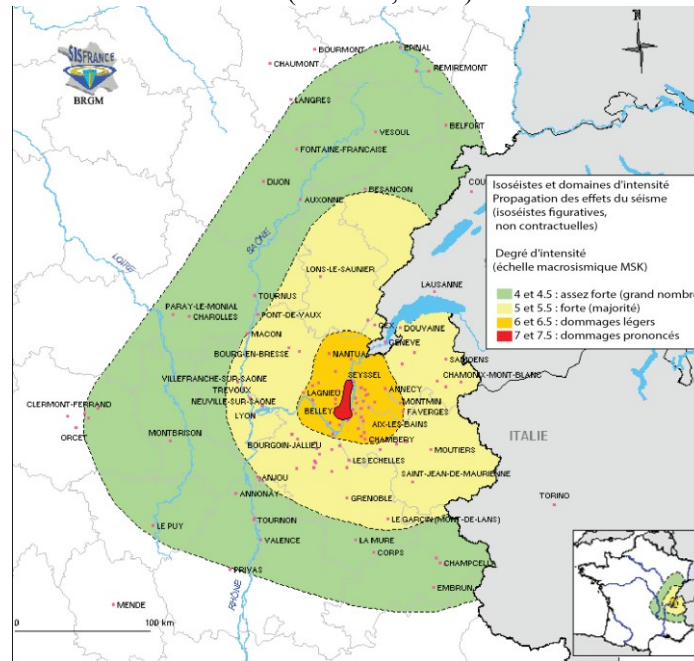 SISFRANCE
BRGM
N
BOURMONT
EPINAL
CHAUMONT
REMIREMONT
LANGRES
BELFORT
VESOUL
FONTAINE-FRANCAISE
DIJON
BESANCON
AUXONNE
COU
Isoséistes et domaines d'intensité
Propagation des effets du séisme
(isoséistes figuratives,
non contractuelles)
Degré d'intensité
(échelle macrosismique MSK)
4 et 4.5 : assez forte (grand nombre
5 et 5.5 : forte (majorité)
6 et 6.5 : dommages légers
7 et 7.5 : dommages prononcés
LOIRE
SAÔNE
LONS-LE-SAUNIER
LAUSANNE
TOURNUS
PARAY-LE-MONIAL
CHAROLLES
PONT-DE-VAUX
GEX
DOUVAINE
MACON
GENEVE
BOURG-EN-BRESSE
NANTUA
SAMOENS
SEYSSEL
CHAMONIX-MONT-BLANC
VILLEFRANCHE-SUR-SAONE
TREVOUX
LAGNIEU
ANNECY
NEUVILLE-SUR-SAONE
MONTMIN
CLERMONT-FERRAND
LYON
BELLEY
FAVERGES
ORCET
AIX-LES-BAINS
MONTBRISON
BOURGOIN-JALLIEU
CHAMBERY
ITALIE
MOUTIERS
LES ECHELLES
ANJOU
SAINT-JEAN-DE-MAURIENNE
ANNONAY
GRENOBLE
TORINO
LE PUY
TOURNON
LE GARCIN (MONT-DE-LANS)
VALENCE
LA MURE
CORPS
CHAMPCELLA
PRIVAS
EMBRUN
RHÔNE
MENDE
0
100 km